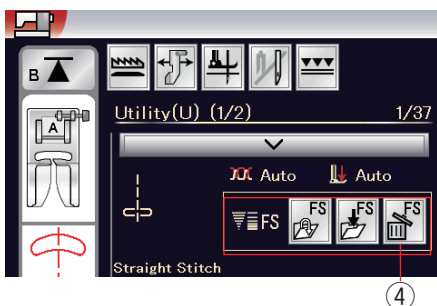 B
A
Utility(U) (1/2) 1/37
Auto Auto
FS FS FS FS
Straight Stitch
④